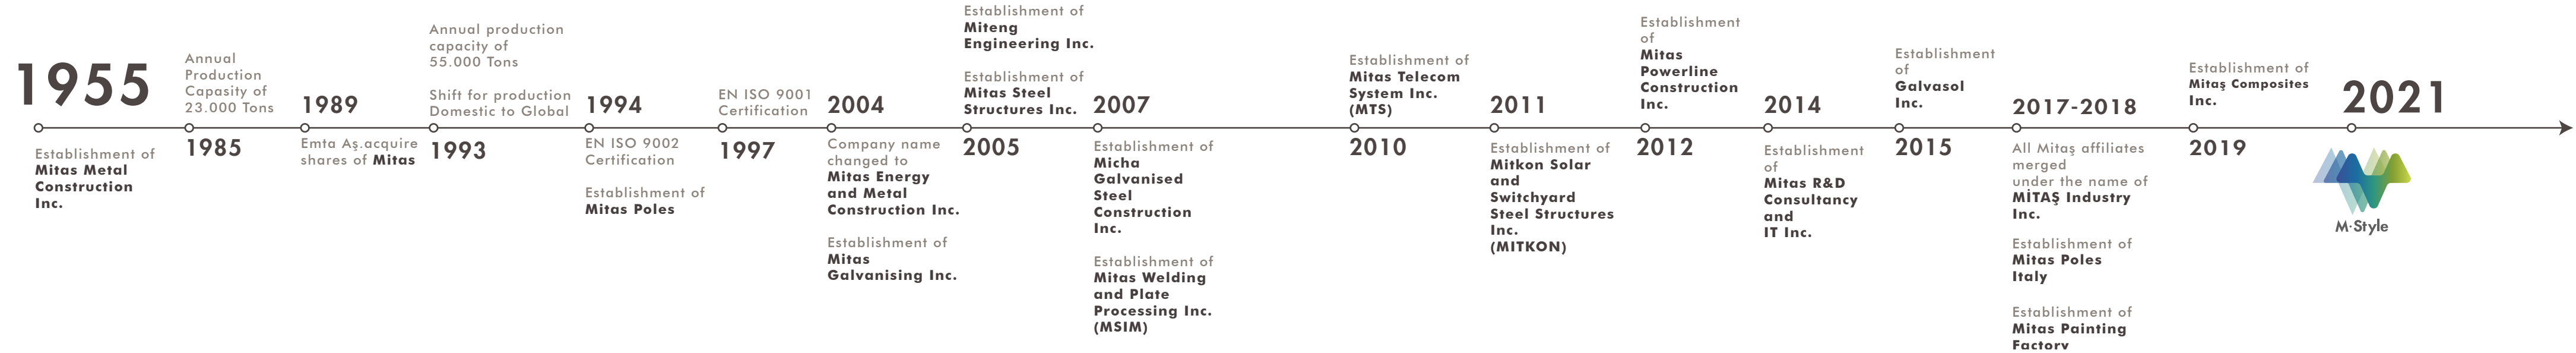 1955
Establishment of
Mitas Metal
Construction
Inc.
Annual
Production
Capacity of
23.000 Tons
1985
1989
Emta Aş.acquire
shares of Mitas
Annual production
capacity of
55.000 Tons
Shift for production
Domestic to Global
1993
1994
EN ISO 9002
Certification
Establishment of
Mitas Poles
EN ISO 9001
Certification
1997
2004
Company name
changed to
Mitas Energy
and Metal
Construction Inc.
Establishment of
Mitas
Galvanising Inc.
Establishment of
Miteng
Engineering Inc.
Establishment of
Mitas Steel
Structures Inc.
2005
2007
Establishment of
Micha
Galvanised
Steel
Construction
Inc.
Establishment of
Mitas Welding
and Plate
Processing Inc.
(MSIM)
Establishment of
Mitas Telecom
System Inc.
(MTS)
2010
2011
Establishment of
Mitkon Solar
and
Switchyard
Steel Structures
Inc.
(MITKON)
Establishment
of
Mitas
Powerline
Construction
Inc.
2012
2014
Establishment
of
Mitas R&D
Consultancy
and
IT Inc.
Establishment
of
Galvasol
Inc.
2015
2017-2018
All Mitaş affiliates
merged
under the name of
MİTAŞ Industry
Inc.
Establishment of
Mitas Poles
Italy
Establishment of
Mitas Painting
Factory
Establishment of
Mitaş Composites
Inc.
2019
2021
M·Style